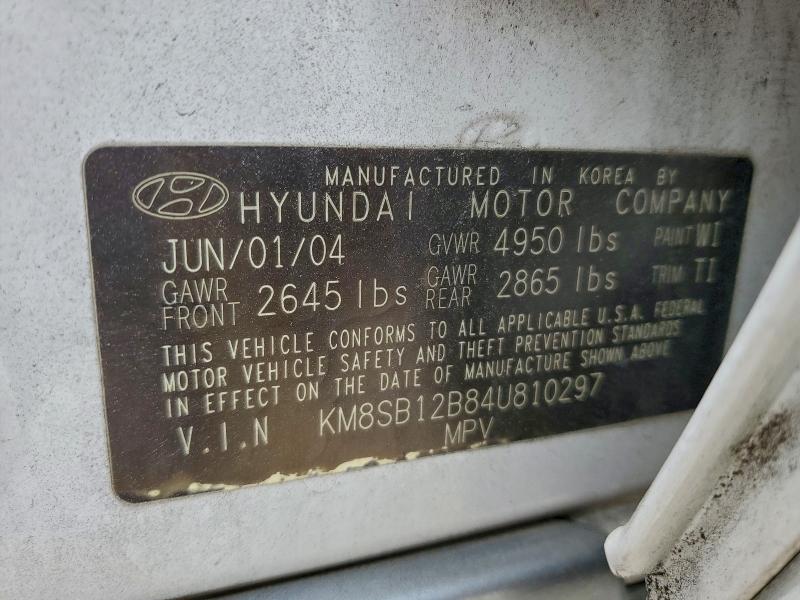 MANUFACTURED IN KOREA BY
HYUNDAI MOTOR COMPANY
JUN/01/04 GVWR 4950 lbs PAINT WI
GAWR FRONT 2645 lbs GAWR REAR 2865 lbs TRIM TI
THIS VEHICLE CONFORMS TO ALL APPLICABLE U.S.A. FEDERAL
MOTOR VEHICLE SAFETY AND THEFT PREVENTION STANDARDS
IN EFFECT ON THE DATE OF MANUFACTURE SHOWN ABOVE
V.I.N KM8SB12B84U810297
MPV